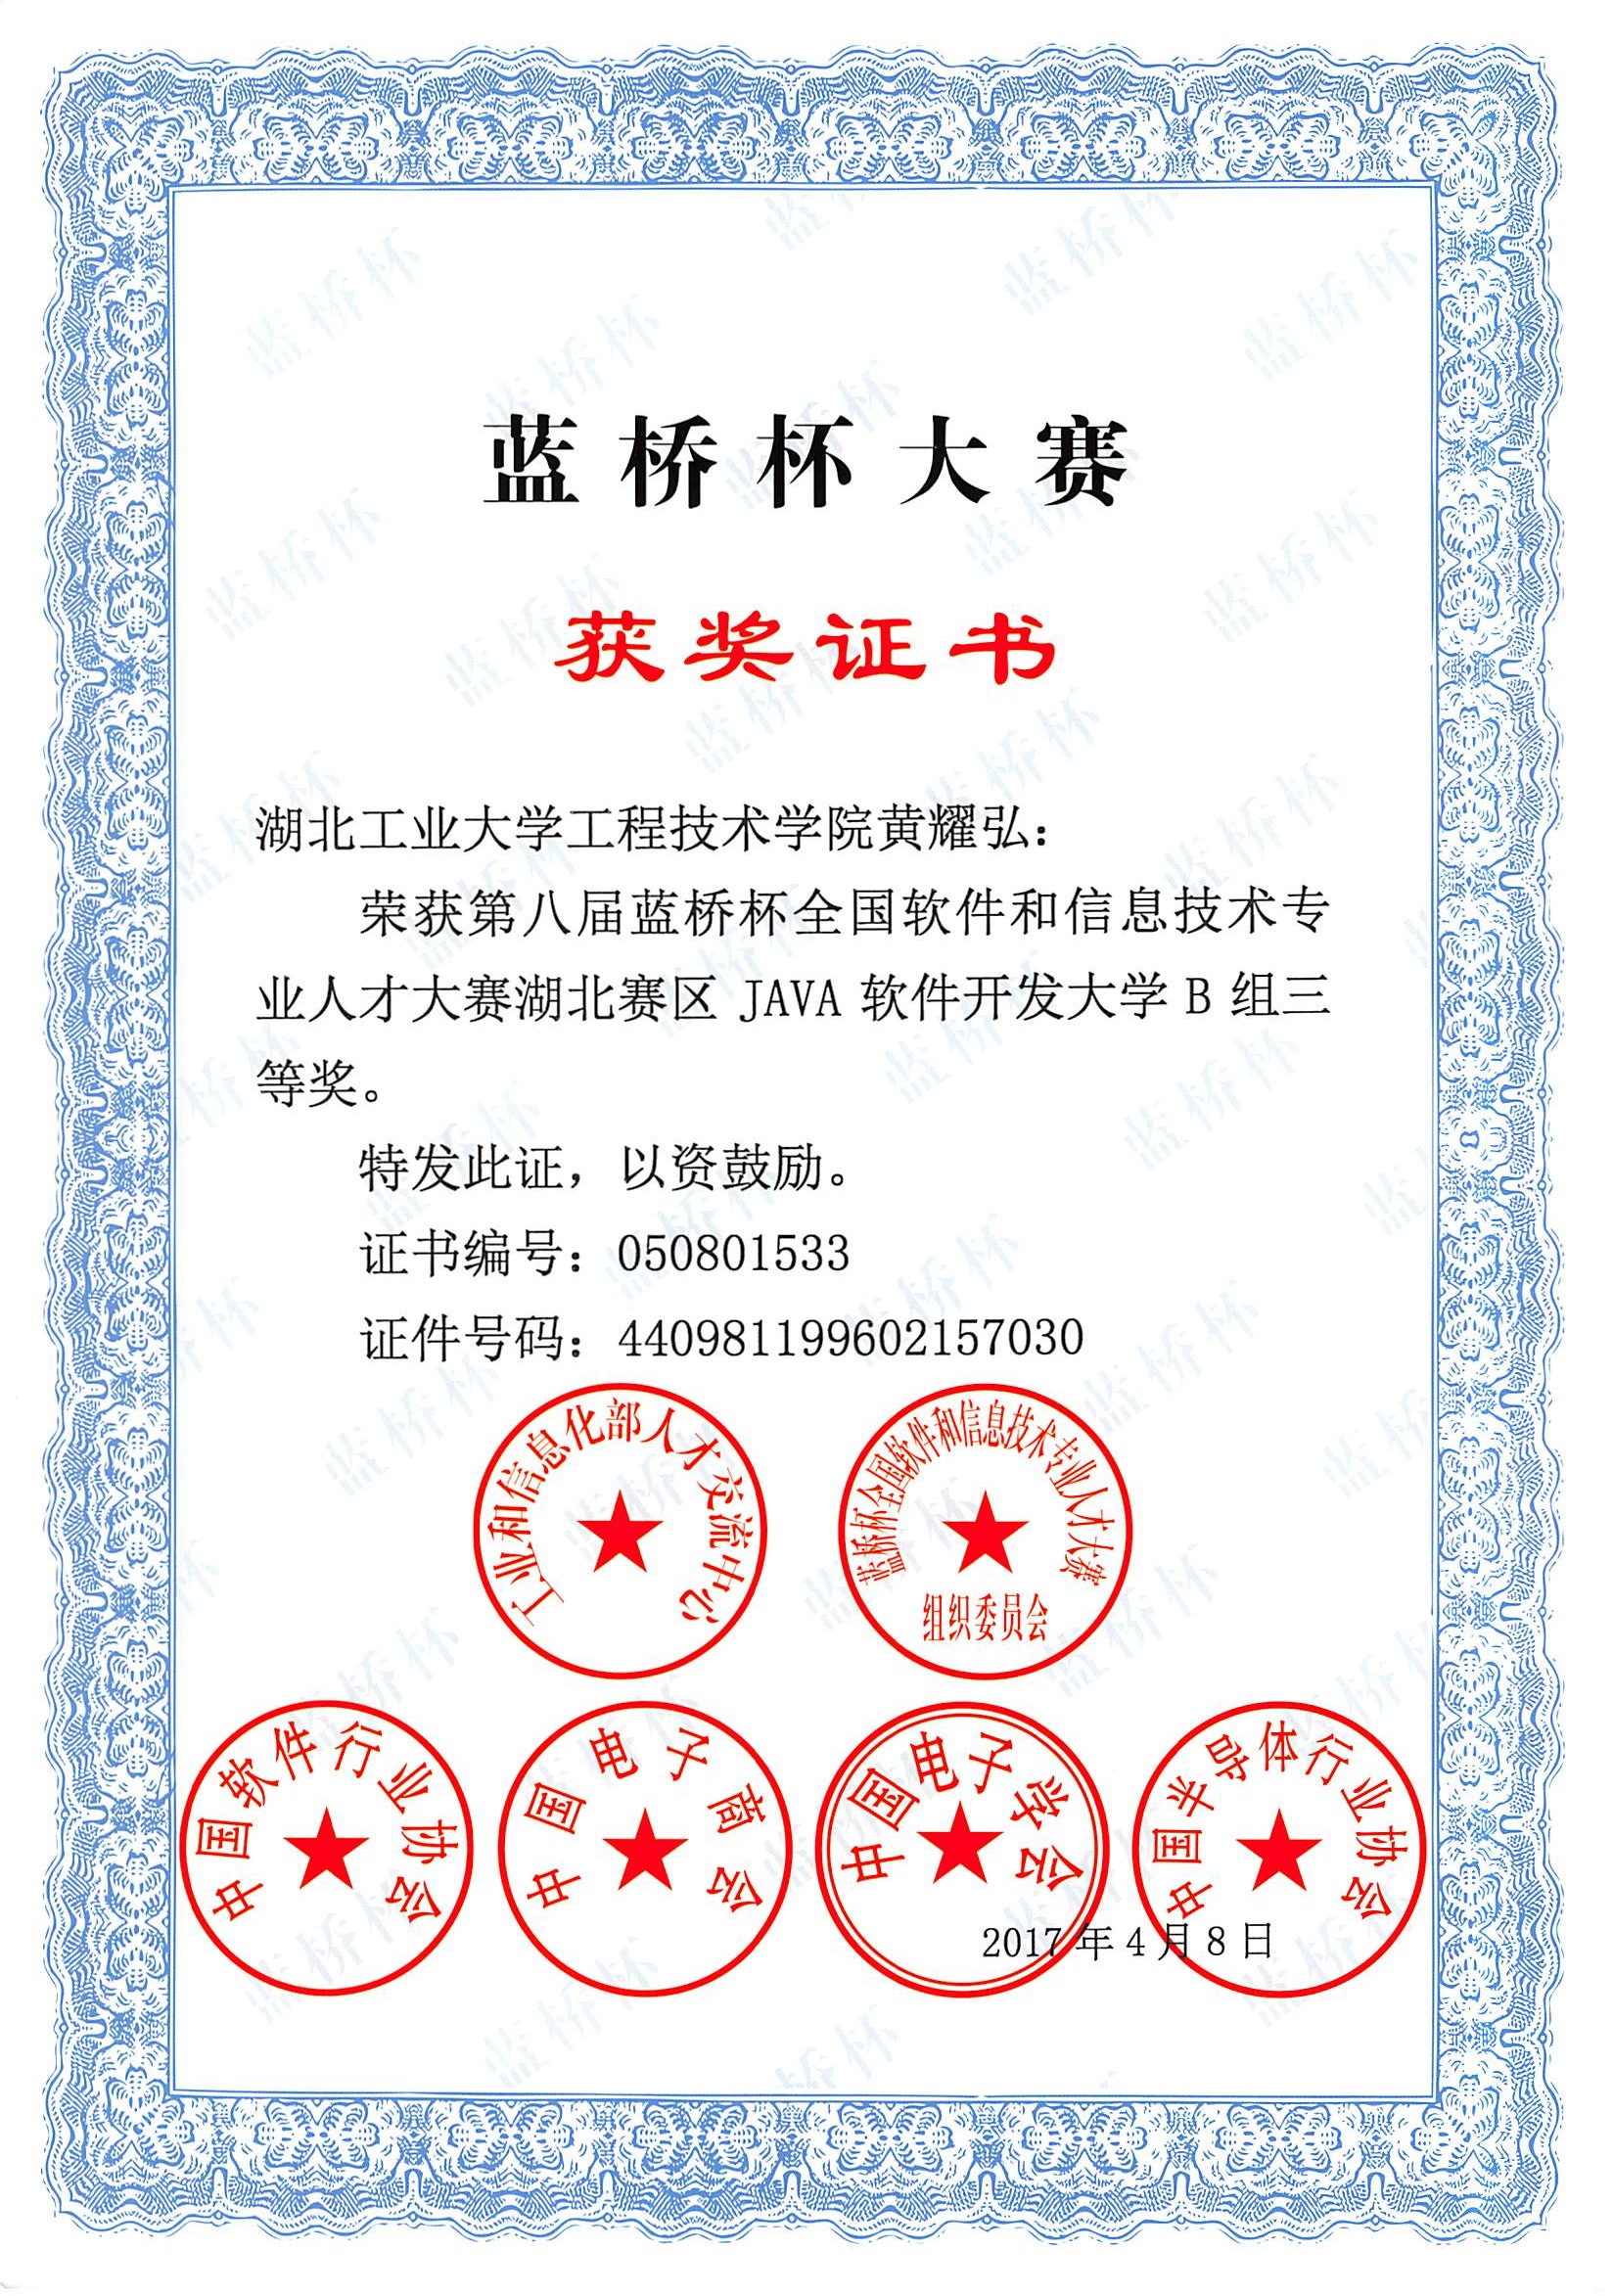 蓝桥杯大赛
获奖证书
湖北工业大学工程技术学院黄耀弘：
荣获第八届蓝桥杯全国软件和信息技术专
业人才大赛湖北赛区 JAVA 软件开发大学 B 组三
等奖。
特发此证，以资鼓励。
证书编号：050801533
证件号码：440981199602157030
工业和信息化部人才交流中心
蓝桥杯全国软件和信息技术专业人才大赛
组织委员会
中国软件行业协会
中国电子商会
中国电子学会
中国半导体行业协会
2017 年 4 月 8 日